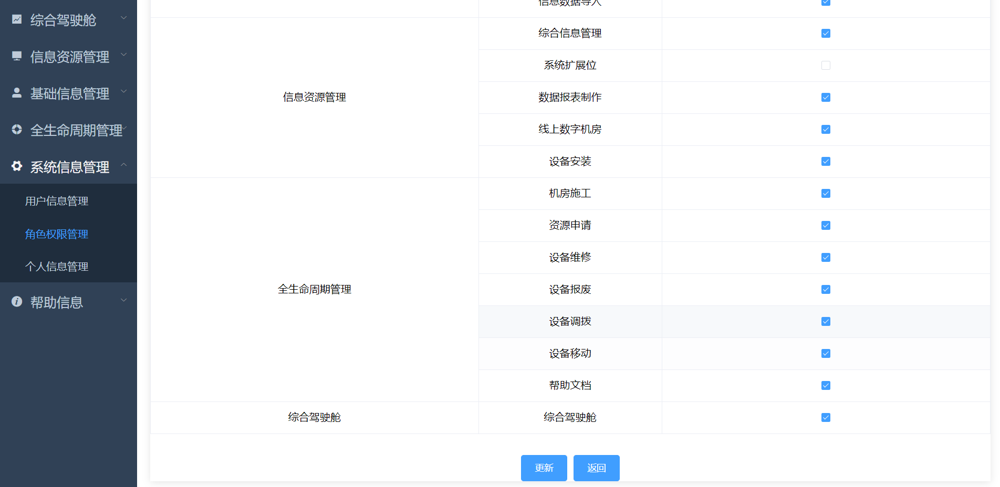 综合驾驶舱
信息资源管理
基础信息管理
全生命周期管理
系统信息管理
用户信息管理
角色权限管理
个人信息管理
帮助信息
信息数据导入
信息资源管理
综合信息管理
系统扩展位
数据报表制作
线上数字机房
设备安装
全生命周期管理
机房施工
资源申请
设备维修
设备报废
设备调拨
设备移动
帮助文档
综合驾驶舱
综合驾驶舱
更新
返回